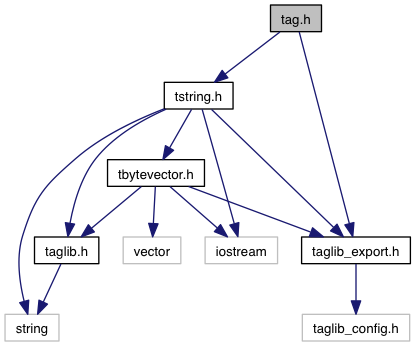 tag.h
tstring.h
tbytevector.h
taglib.h
vector
iostream
taglib_export.h
string
taglib_config.h